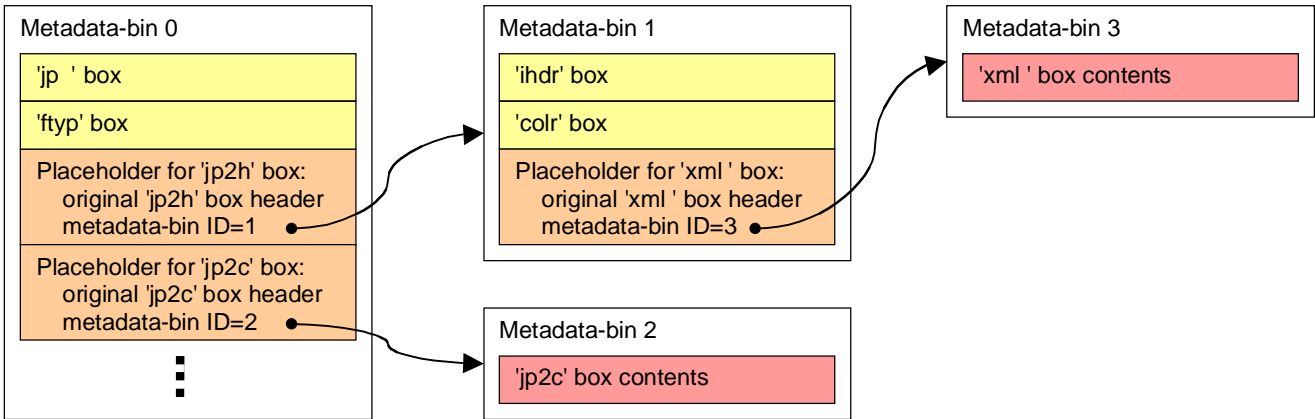 Metadata-bin 0
'jp  ' box
'ftyp' box
Placeholder for 'jp2h' box:
original 'jp2h' box header
metadata-bin ID=1
Placeholder for 'jp2c' box:
original 'jp2c' box header
metadata-bin ID=2
Metadata-bin 1
'ihdr' box
'colr' box
Placeholder for 'xml ' box:
original 'xml ' box header
metadata-bin ID=3
Metadata-bin 2
'jp2c' box contents
Metadata-bin 3
'xml ' box contents